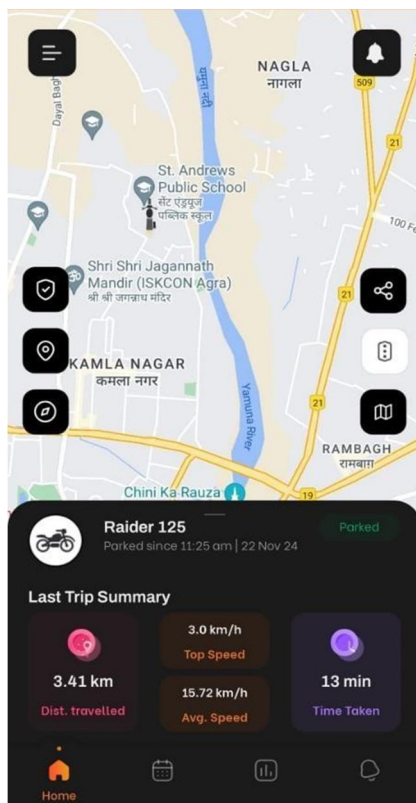 यमुना नदी
NAGLA
नागला
509
Dayal Bagh
21
St. Andrews
Public School
सेंट एंड्रयूज
पब्लिक स्कूल
100 Fe
Shri Shri Jagannath
Mandir (ISKCON Agra)
श्री श्री जगन्नाथ मंदिर
21
KAMLA NAGAR
कमला नगर
Yamuna River
21
RAMBAGH
रामबाग़
Chini Ka Rauza
19
Raider 125
Parked
Parked since 11:25 am | 22 Nov 24
Last Trip Summary
3.41 km
Dist. travelled
3.0 km/h
Top Speed
15.72 km/h
Avg. Speed
13 min
Time Taken
Home